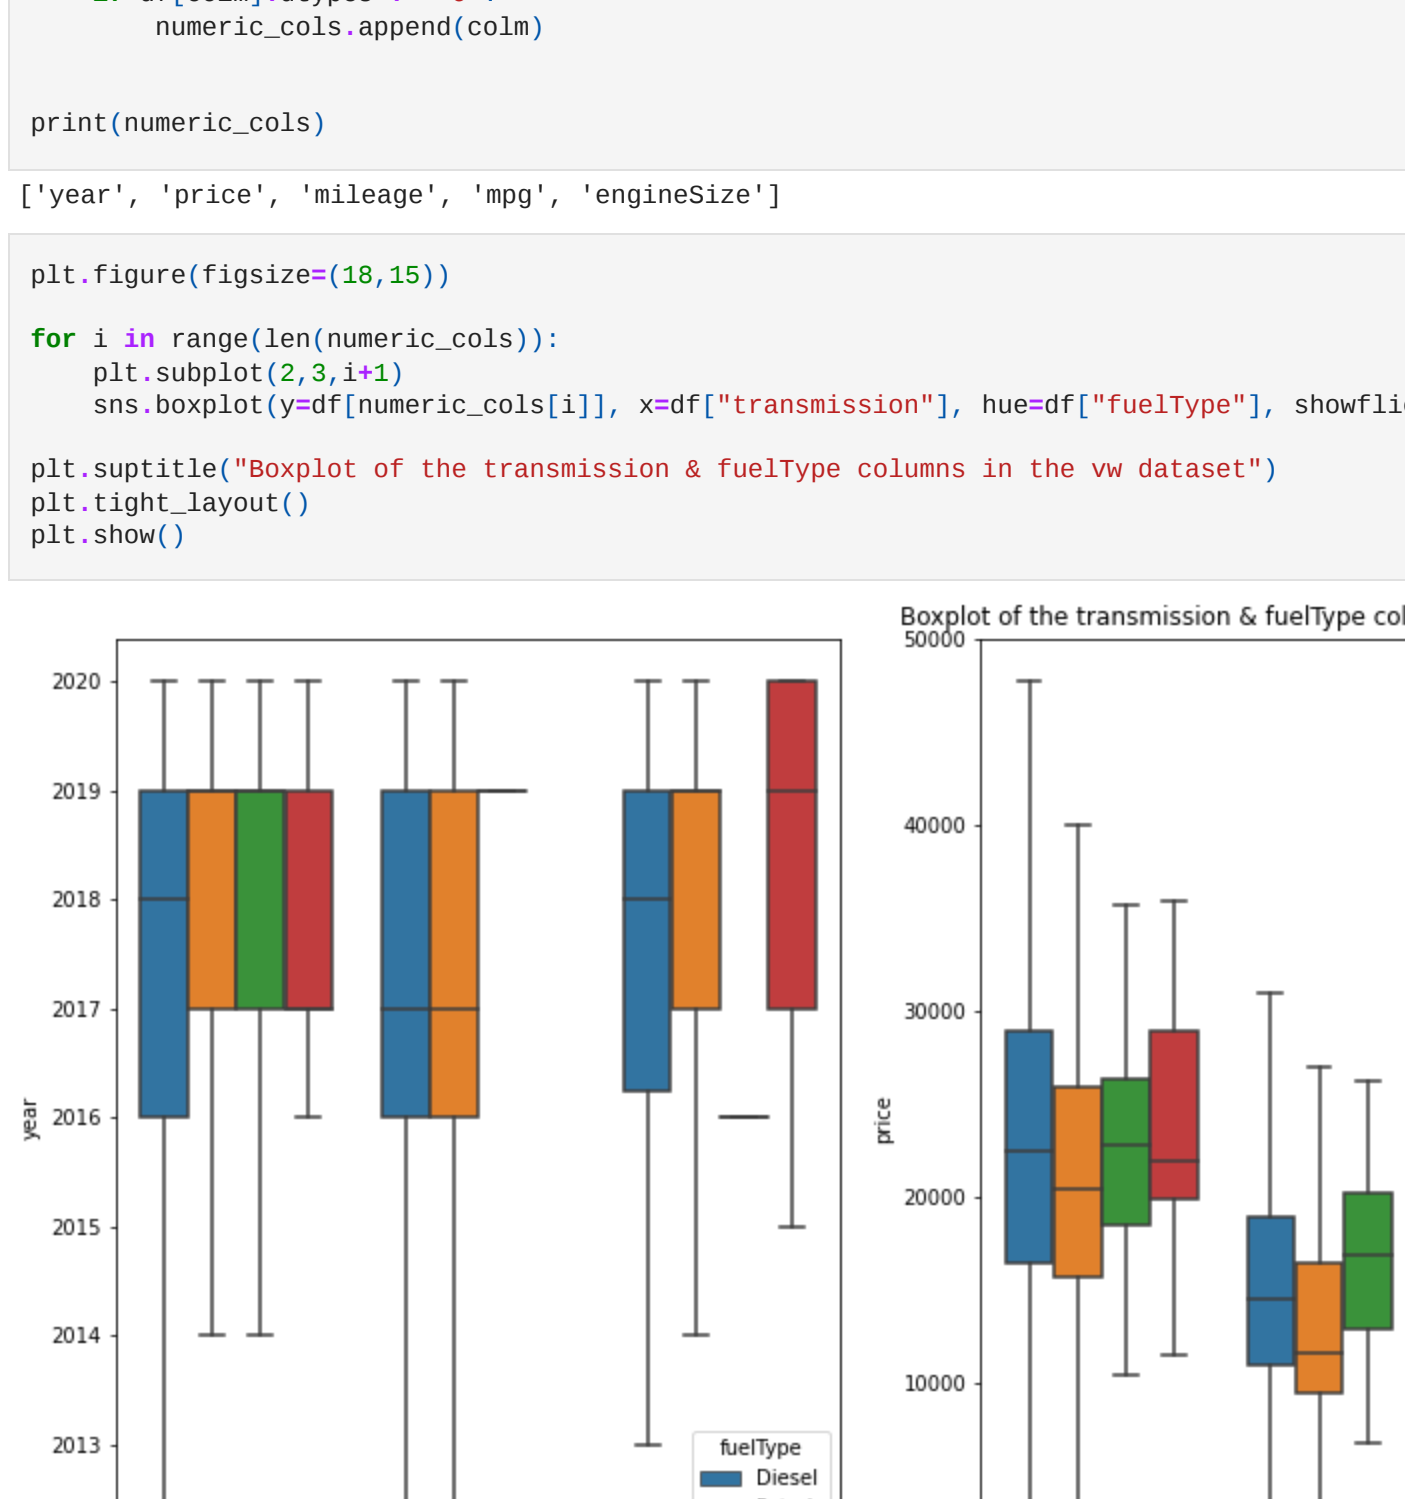 numeric_cols.append(colm)
print(numeric_cols)
['year', 'price', 'mileage', 'mpg', 'engineSize']
plt.figure(figsize=(18,15))
for i in range(len(numeric_cols)):
    plt.subplot(2,3,i+1)
    sns.boxplot(y=df[numeric_cols[i]], x=df["transmission"], hue=df["fuelType"], showfli
plt.suptitle("Boxplot of the transmission & fuelType columns in the vw dataset")
plt.tight_layout()
plt.show()
Boxplot of the transmission & fuelType col
2020
2019
2018
2017
2016
2015
2014
2013
year
fuelType
Diesel
50000
40000
30000
20000
10000
price